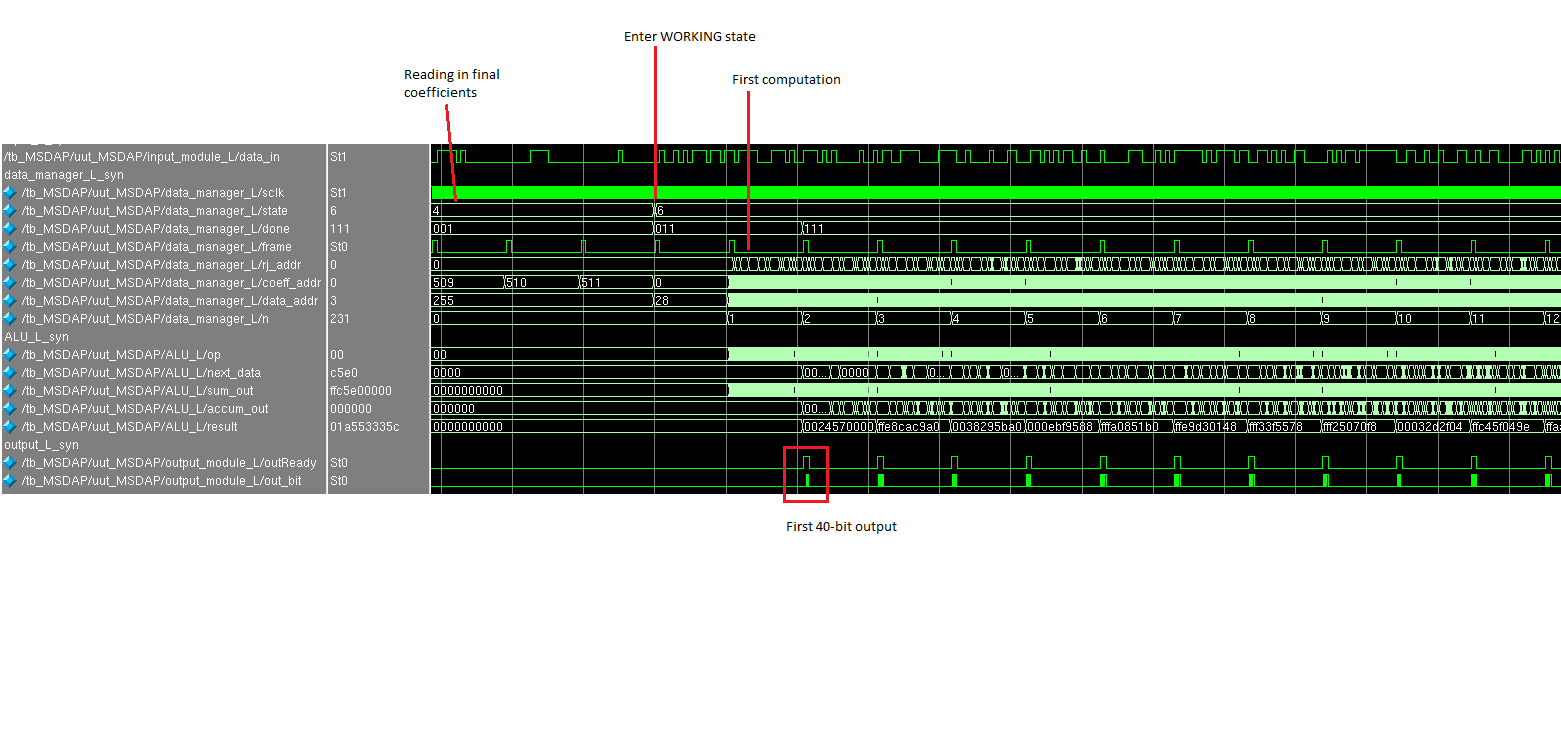 Enter WORKING state
Reading in final
coefficients
First computation
/tb_MSDAP/uut_MSDAP/input_module_L/data_in St1
data_manager_L_syn
/tb_MSDAP/uut_MSDAP/data_manager_L/sclk St1
/tb_MSDAP/uut_MSDAP/data_manager_L/state 6 4 6
/tb_MSDAP/uut_MSDAP/data_manager_L/done 111 001 011 111
/tb_MSDAP/uut_MSDAP/data_manager_L/frame St0
/tb_MSDAP/uut_MSDAP/data_manager_L/rj_addr 0 0
/tb_MSDAP/uut_MSDAP/data_manager_L/coeff_addr 0 509 510 511 0
/tb_MSDAP/uut_MSDAP/data_manager_L/data_addr 3 255 28
/tb_MSDAP/uut_MSDAP/data_manager_L/n 231 0 1 2 3 4 5 6 7 8 9 10 11 12
ALU_L_syn
/tb_MSDAP/uut_MSDAP/ALU_L/op 00 00
/tb_MSDAP/uut_MSDAP/ALU_L/next_data c5e0 0000 00... 0000 0... 0...
/tb_MSDAP/uut_MSDAP/ALU_L/sum_out ffc5e00000 0000000000
/tb_MSDAP/uut_MSDAP/ALU_L/accum_out 000000 000000 00...
/tb_MSDAP/uut_MSDAP/ALU_L/result 01a553335c 0000000000 0024570000 ffe8cac9a0 0038295ba0 000ebf9588 fffa0851b0 ffe9d30148 fff33f5578 fff25070f8 00032d2f04 ffc45f049e ffaa
output_L_syn
/tb_MSDAP/uut_MSDAP/output_module_L/outReady St0
/tb_MSDAP/uut_MSDAP/output_module_L/out_bit St0
First 40-bit output